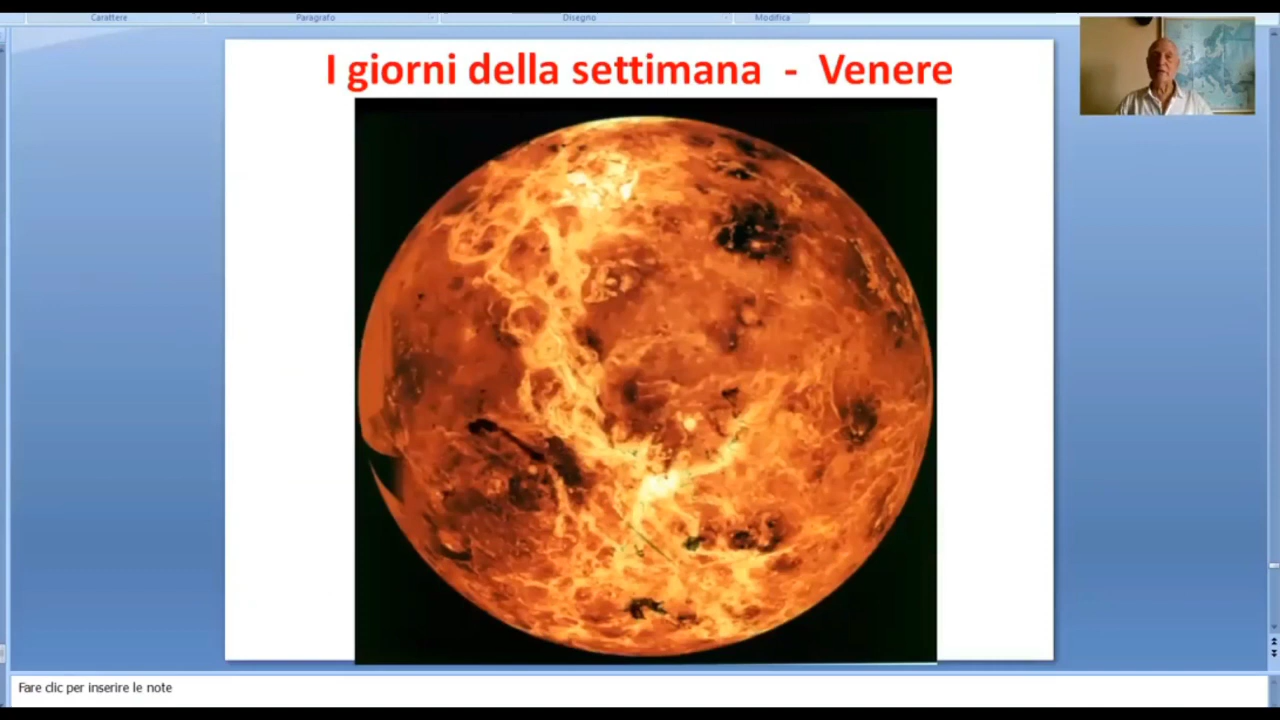 Carattere
Paragrafo
Disegno
Modifica
I giorni della settimana - Venere
Fare clic per inserire le note